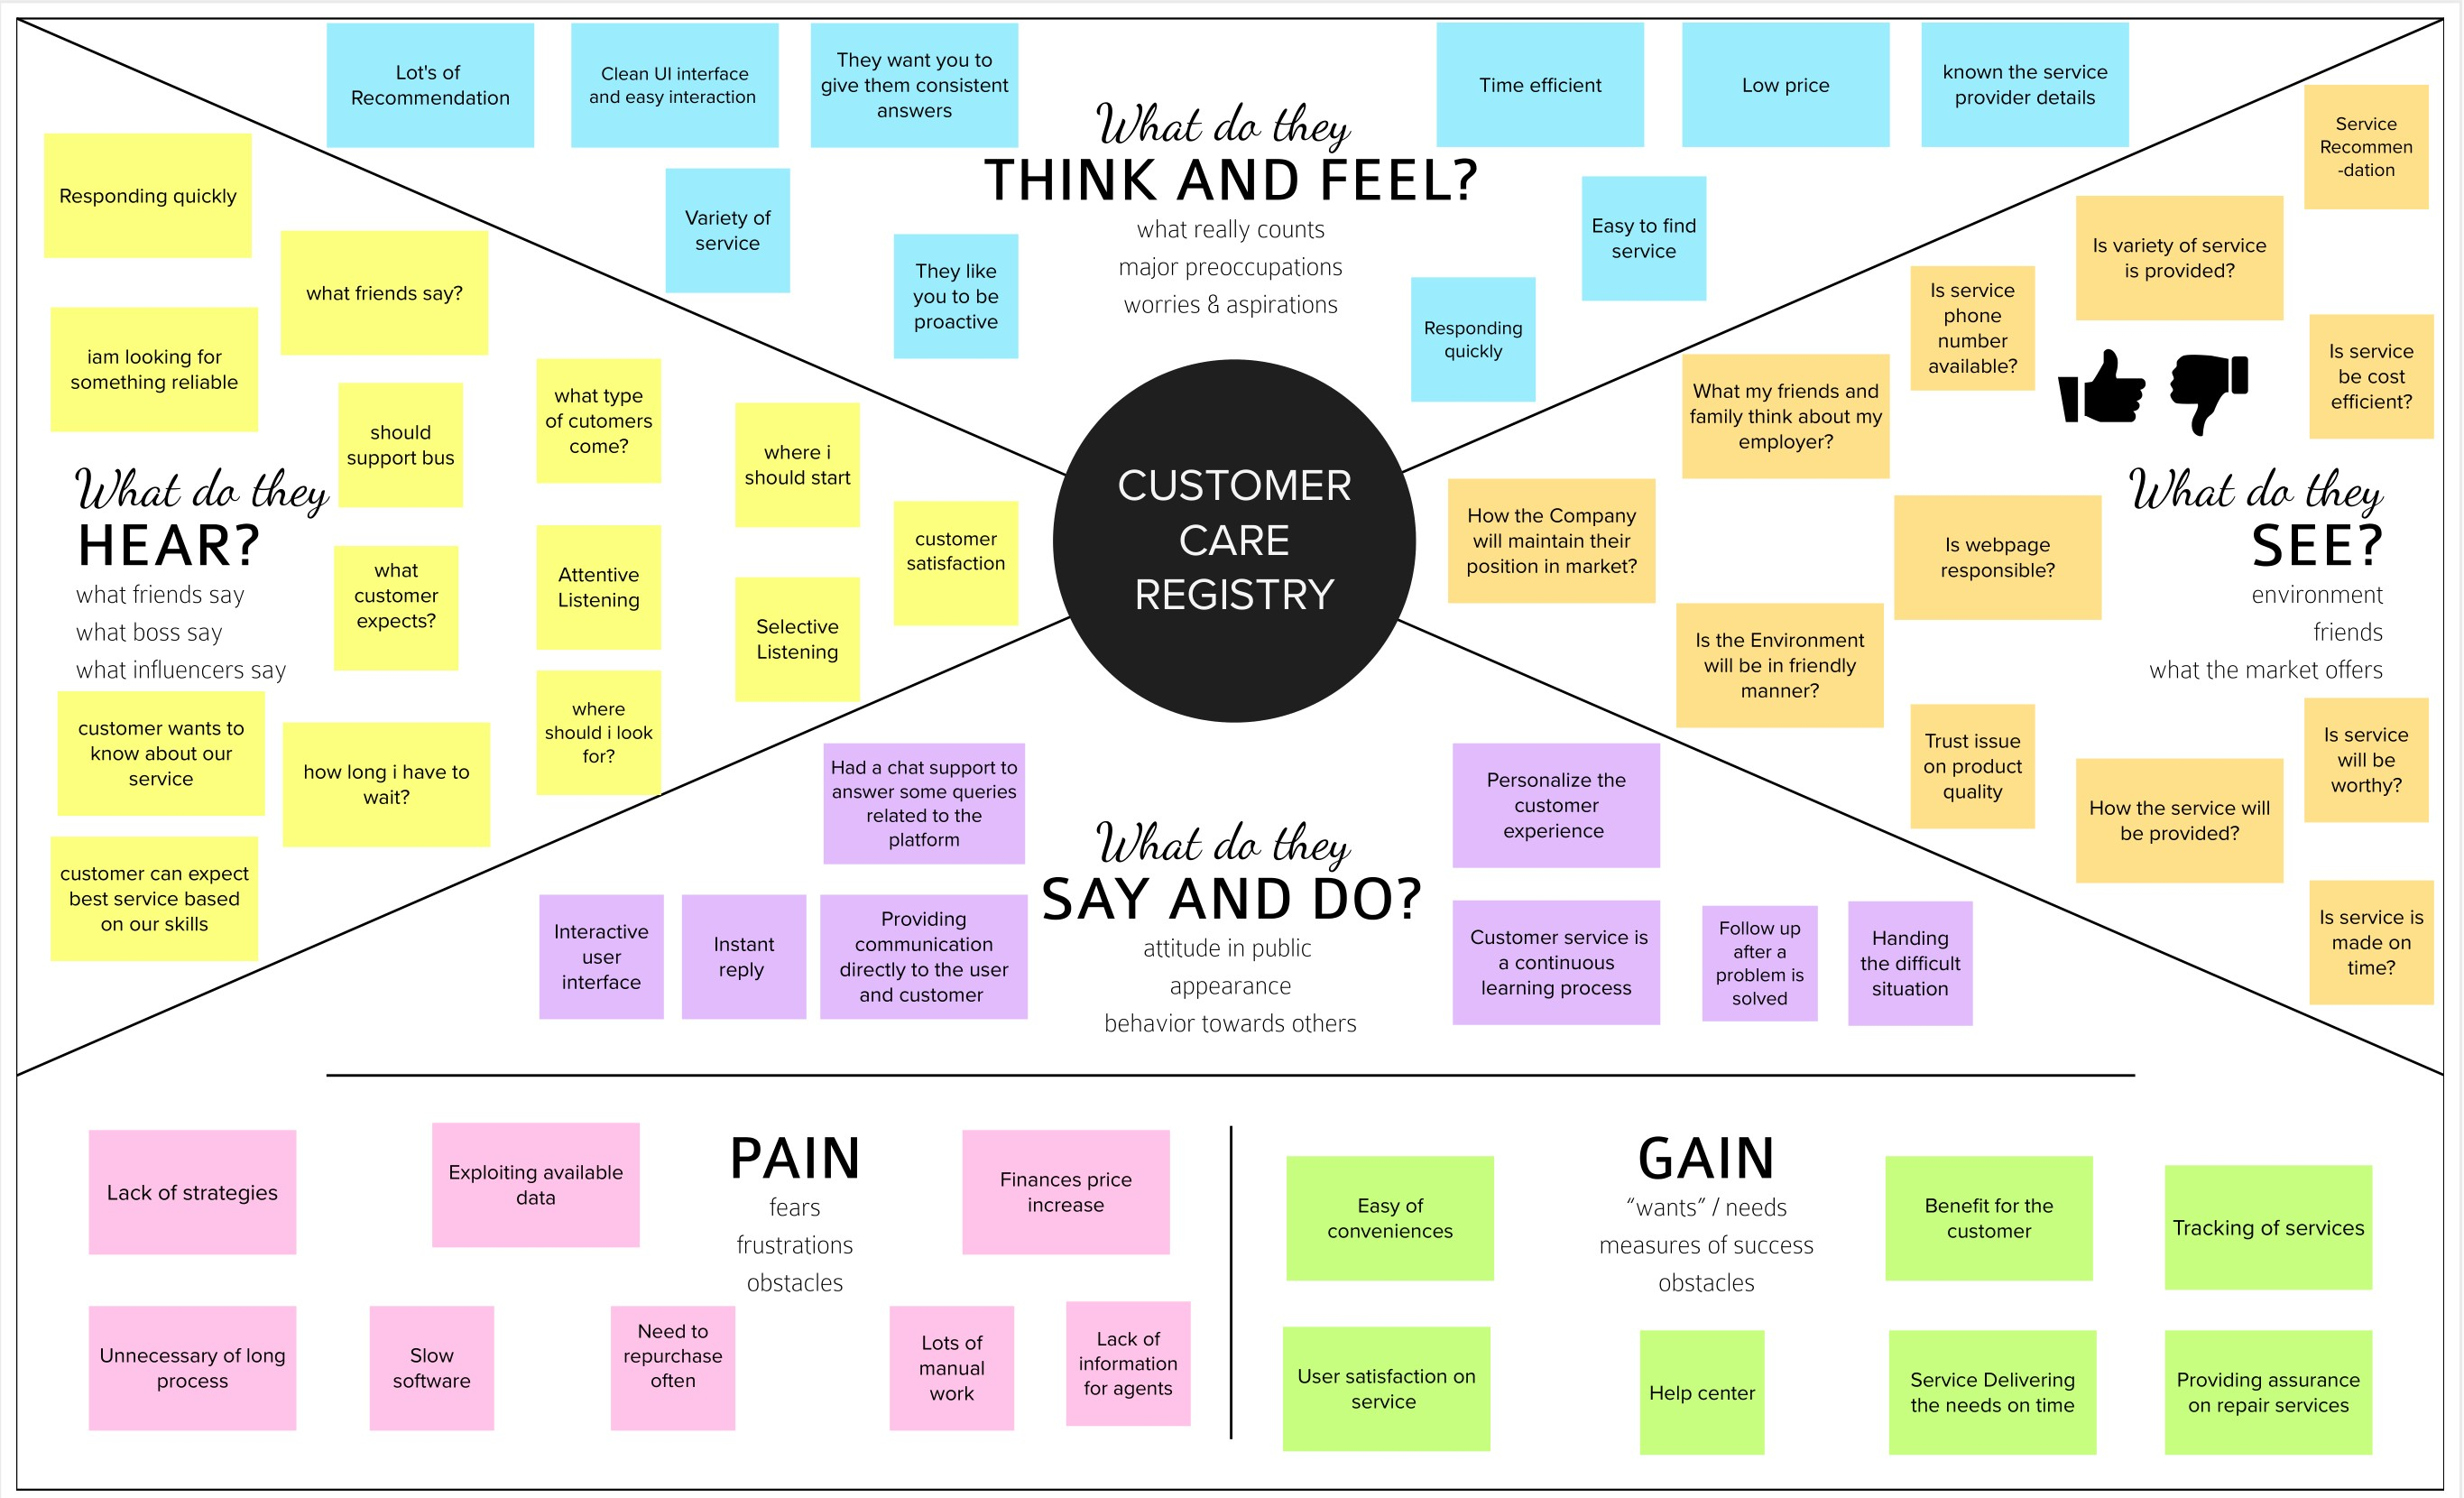 Lot's of
Recommendation
Clean UI interface
and easy interaction
They want you to
give them consistent
answers
Variety of
service
They like
you to be
proactive
What do they
THINK AND FEEL?
what really counts
major preoccupations
worries & aspirations
Time efficient
Low price
known the service
provider details
Easy to find
service
Responding
quickly
Responding quickly
what friends say?
iam looking for
something reliable
should
support bus
what type
of cutomers
come?
where i
should start
customer
satisfaction
What do they
HEAR?
what friends say
what boss say
what influencers say
what
customer
expects?
Attentive
Listening
Selective
Listening
where
should i look
for?
customer wants to
know about our
service
how long i have to
wait?
customer can expect
best service based
on our skills
CUSTOMER
CARE
REGISTRY
Service
Recommen
-dation
Is variety of service
is provided?
Is service
phone
number
available?
Is service
be cost
efficient?
What my friends and
family think about my
employer?
How the Company
will maintain their
position in market?
Is webpage
responsible?
What do they
SEE?
environment
friends
what the market offers
Is the Environment
will be in friendly
manner?
Trust issue
on product
quality
How the service will
be provided?
Is service
will be
worthy?
Is service is
made on
time?
Had a chat support to
answer some queries
related to the
platform
Interactive
user
interface
Instant
reply
Providing
communication
directly to the user
and customer
What do they
SAY AND DO?
attitude in public
appearance
behavior towards others
Personalize the
customer
experience
Customer service is
a continuous
learning process
Follow up
after a
problem is
solved
Handing
the difficult
situation
Lack of strategies
Exploiting available
data
PAIN
fears
frustrations
obstacles
Finances price
increase
Unnecessary of long
process
Slow
software
Need to
repurchase
often
Lots of
manual
work
Lack of
information
for agents
Easy of
conveniences
GAIN
“wants” / needs
measures of success
obstacles
Benefit for the
customer
Tracking of services
User satisfaction on
service
Help center
Service Delivering
the needs on time
Providing assurance
on repair services